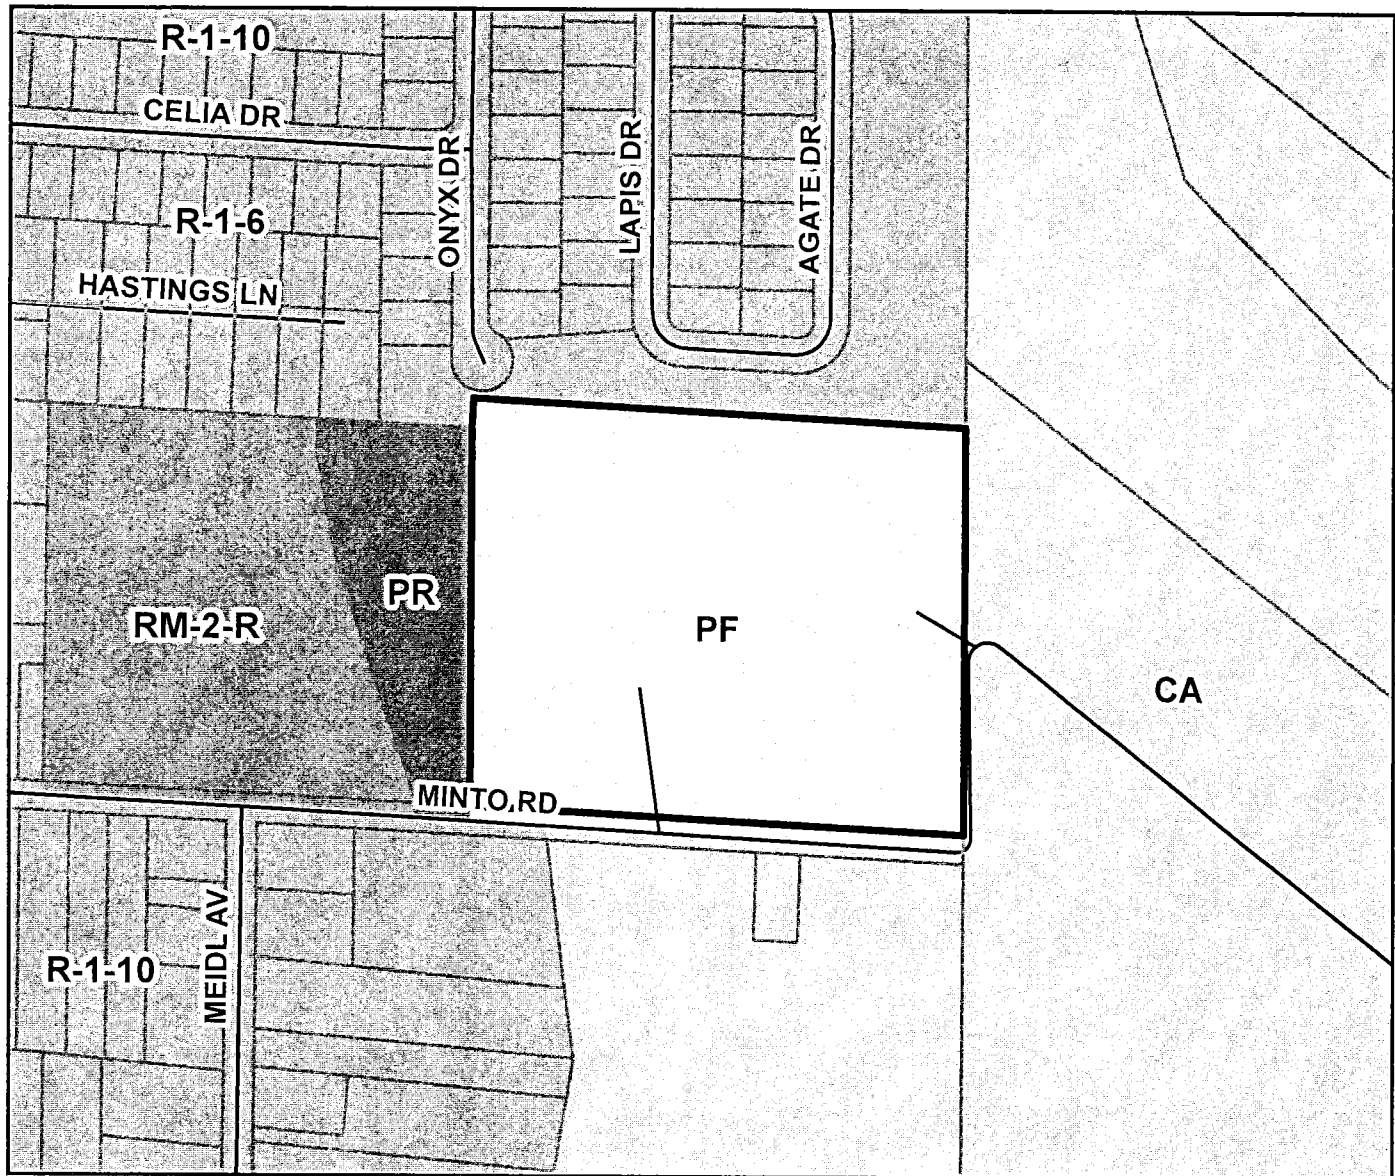 R-1-10
CELIA DR
ONYX DR
LAPIS DR
AGATE DR
R-1-6
HASTINGS LN
PR
RM-2-R
PF
CA
MINTO RD
MEIDL AV
R-1-10